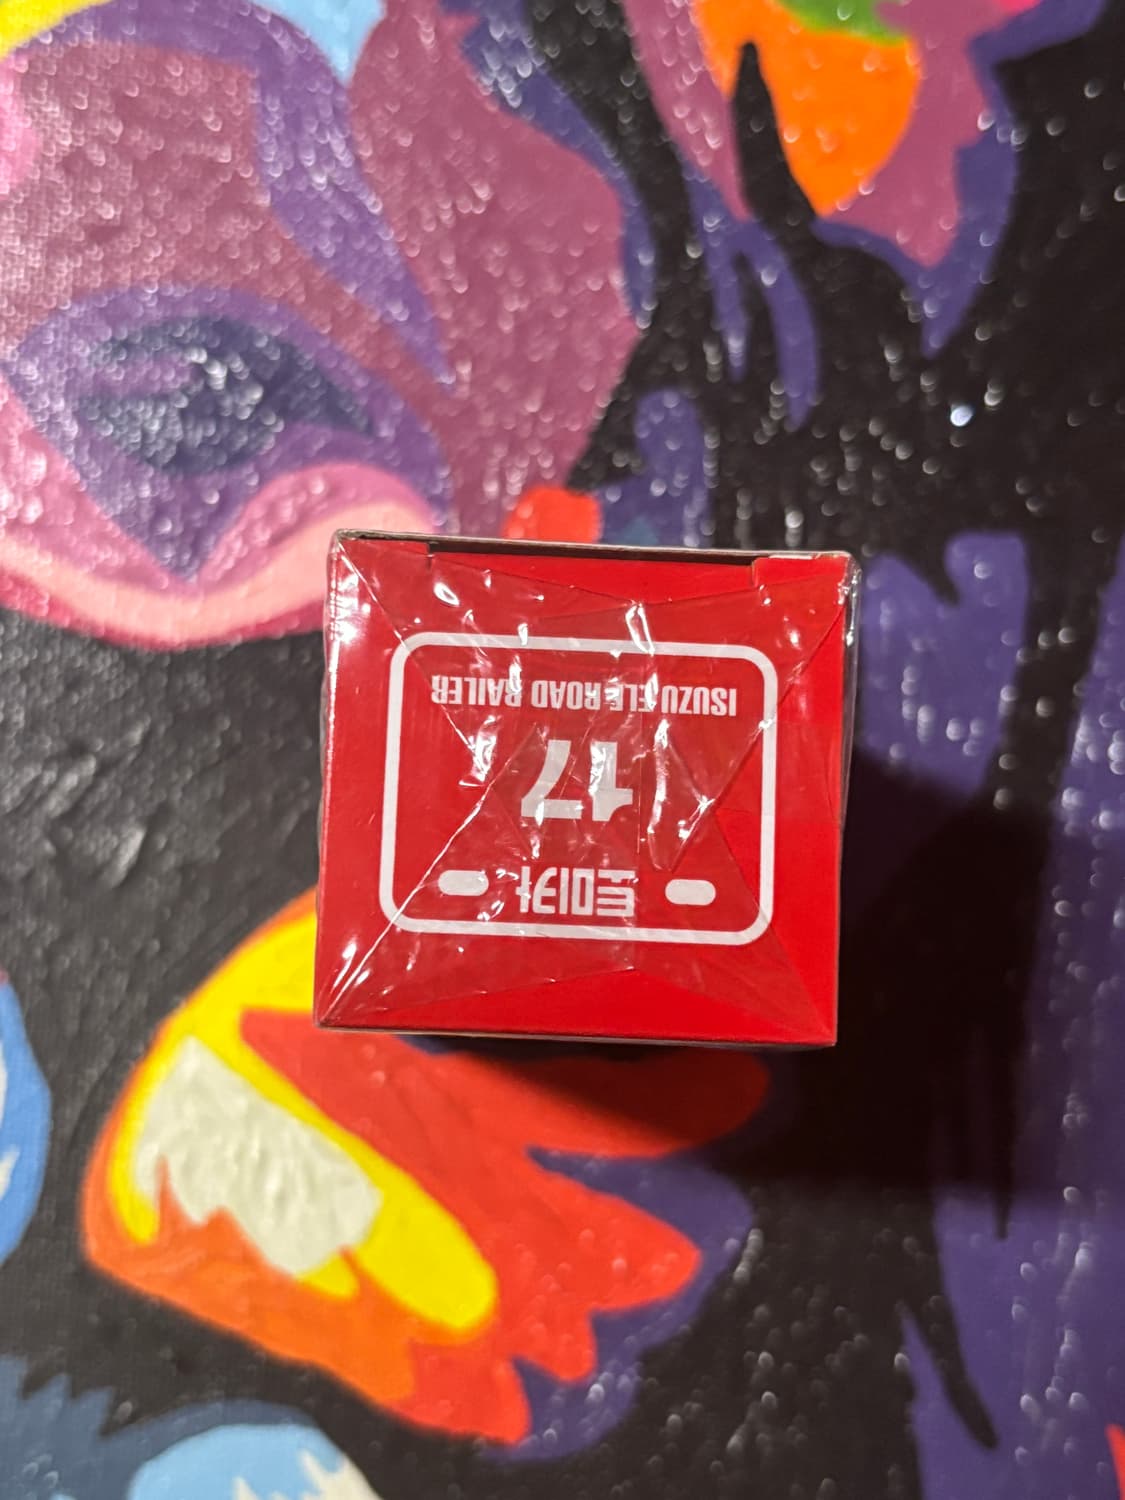 토미카
17
ISUZU ELF ROAD RAILER